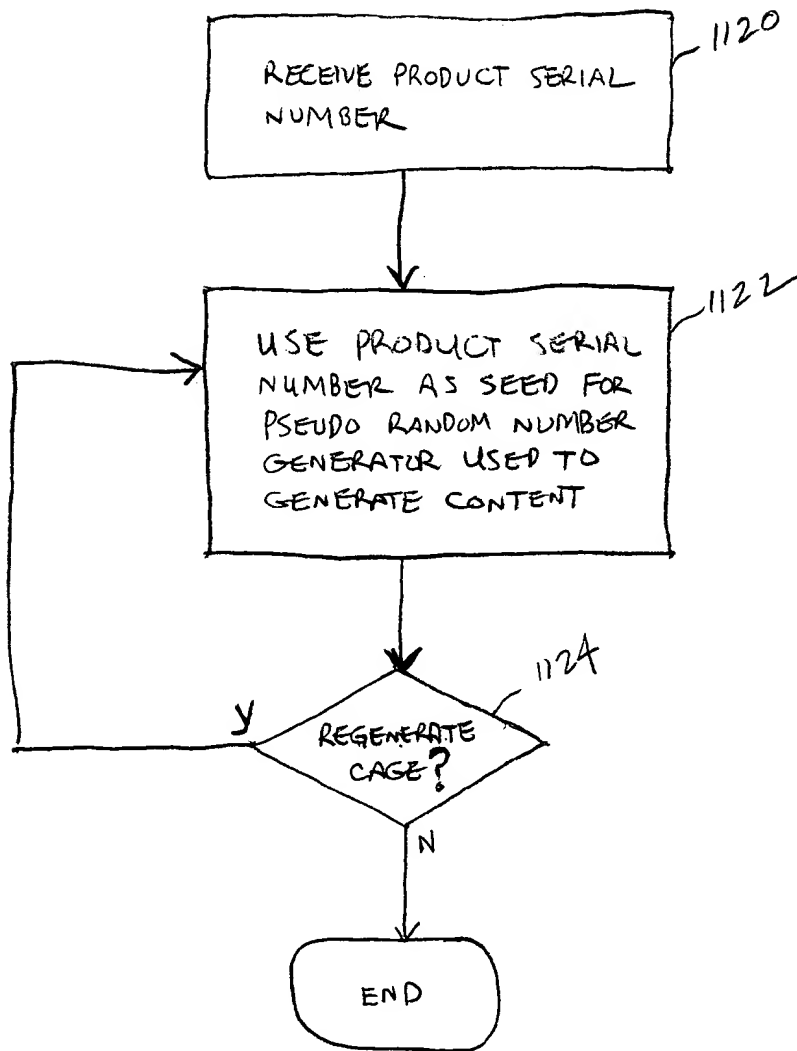 1120
RECEIVE PRODUCT SERIAL
NUMBER
1122
USE PRODUCT SERIAL
NUMBER AS SEED FOR
PSEUDO RANDOM NUMBER
GENERATOR USED TO
GENERATE CONTENT
1124
Y
REGENERATE
CAGE?
N
END